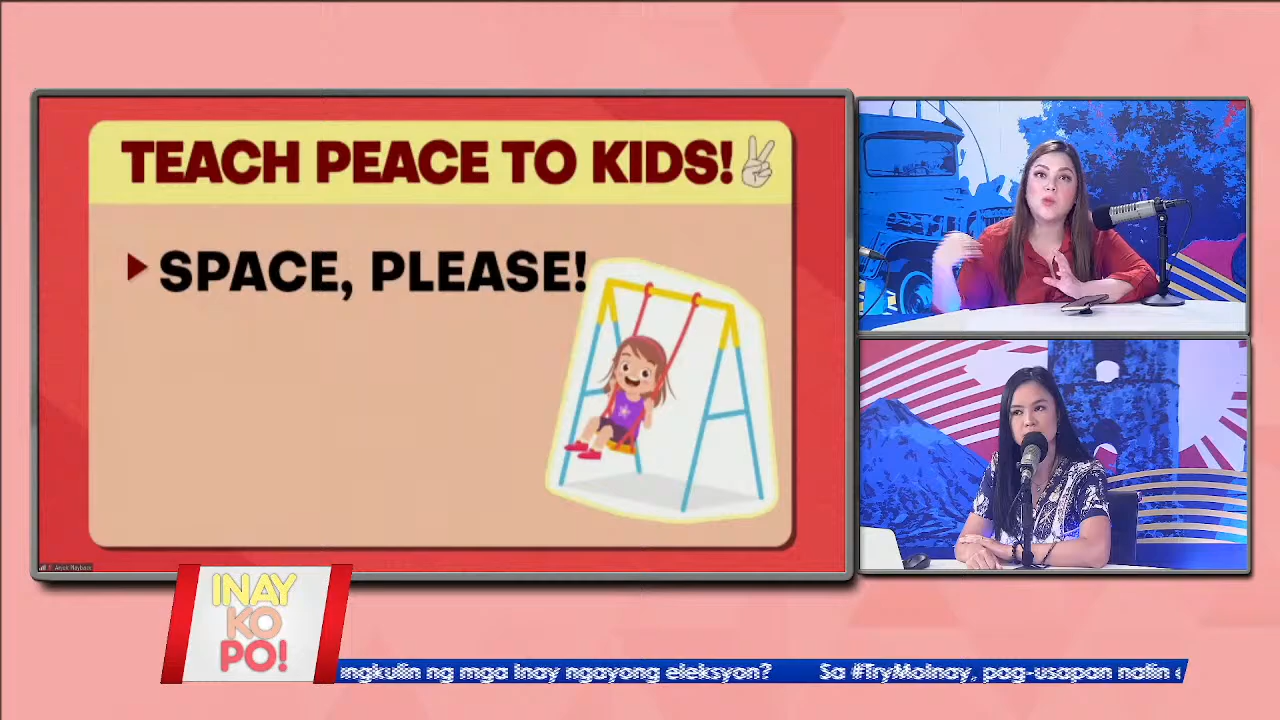 TEACH PEACE TO KIDS!
SPACE, PLEASE!
INAY
KO
PO!
ng mga Inay ngayong eleksyon? Sa #TryMoInay, pag-usapan natin